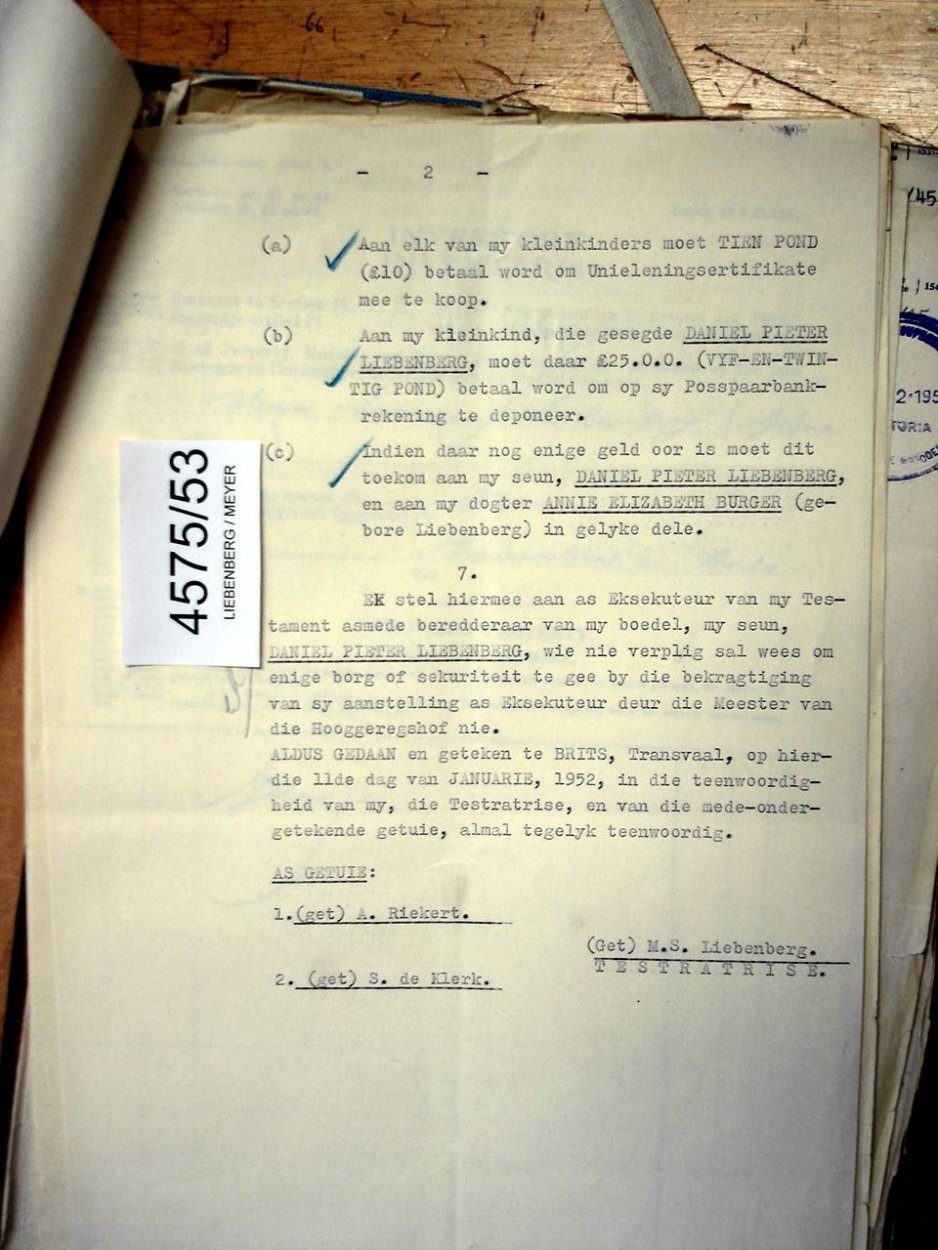 - 2 -
(a) Aan elk van my kleinkinders moet TIEN POND
(£10) betaal word om Unieleningsertifikate
mee te koop.
(b) Aan my kleinkind, die gesegde DANIEL PIETER
LIEBENBERG, moet daar £25.0.0. (VYF-EN-TWIN-
TIG POND) betaal word om op sy Posspaarbank-
rekening te deponeer.
(c) Indien daar nog enige geld oor is moet dit
toekom aan my seun, DANIEL PIETER LIEBENBERG,
en aan my dogter ANNIE ELIZABETH BURGER (ge-
bore Liebenberg) in gelyke dele.
7.
EK stel hiermee aan as Eksekuteur van my Tes-
tament asmede beredderaar van my boedel, my seun,
DANIEL PIETER LIEBENBERG, wie nie verplig sal wees om
enige borg of sekuriteit te gee by die bekragtiging
van sy aanstelling as Eksekuteur deur die Meester van
die Hooggeregshof nie.
ALDUS GEDAAN en geteken te BRITS, Transvaal, op hier-
die 11de dag van JANUARIE, 1952, in die teenwoordig-
heid van my, die Testratrise, en van die mede-onder-
getekende getuie, almal tegelyk teenwoordig.
AS GETUIE:
1.(get) A. Riekert.
(Get) M.S. Liebenberg.
TESTRATRISE.
2. (get) S. de Klerk.
4575/53
LIEBENBERG / MEYER